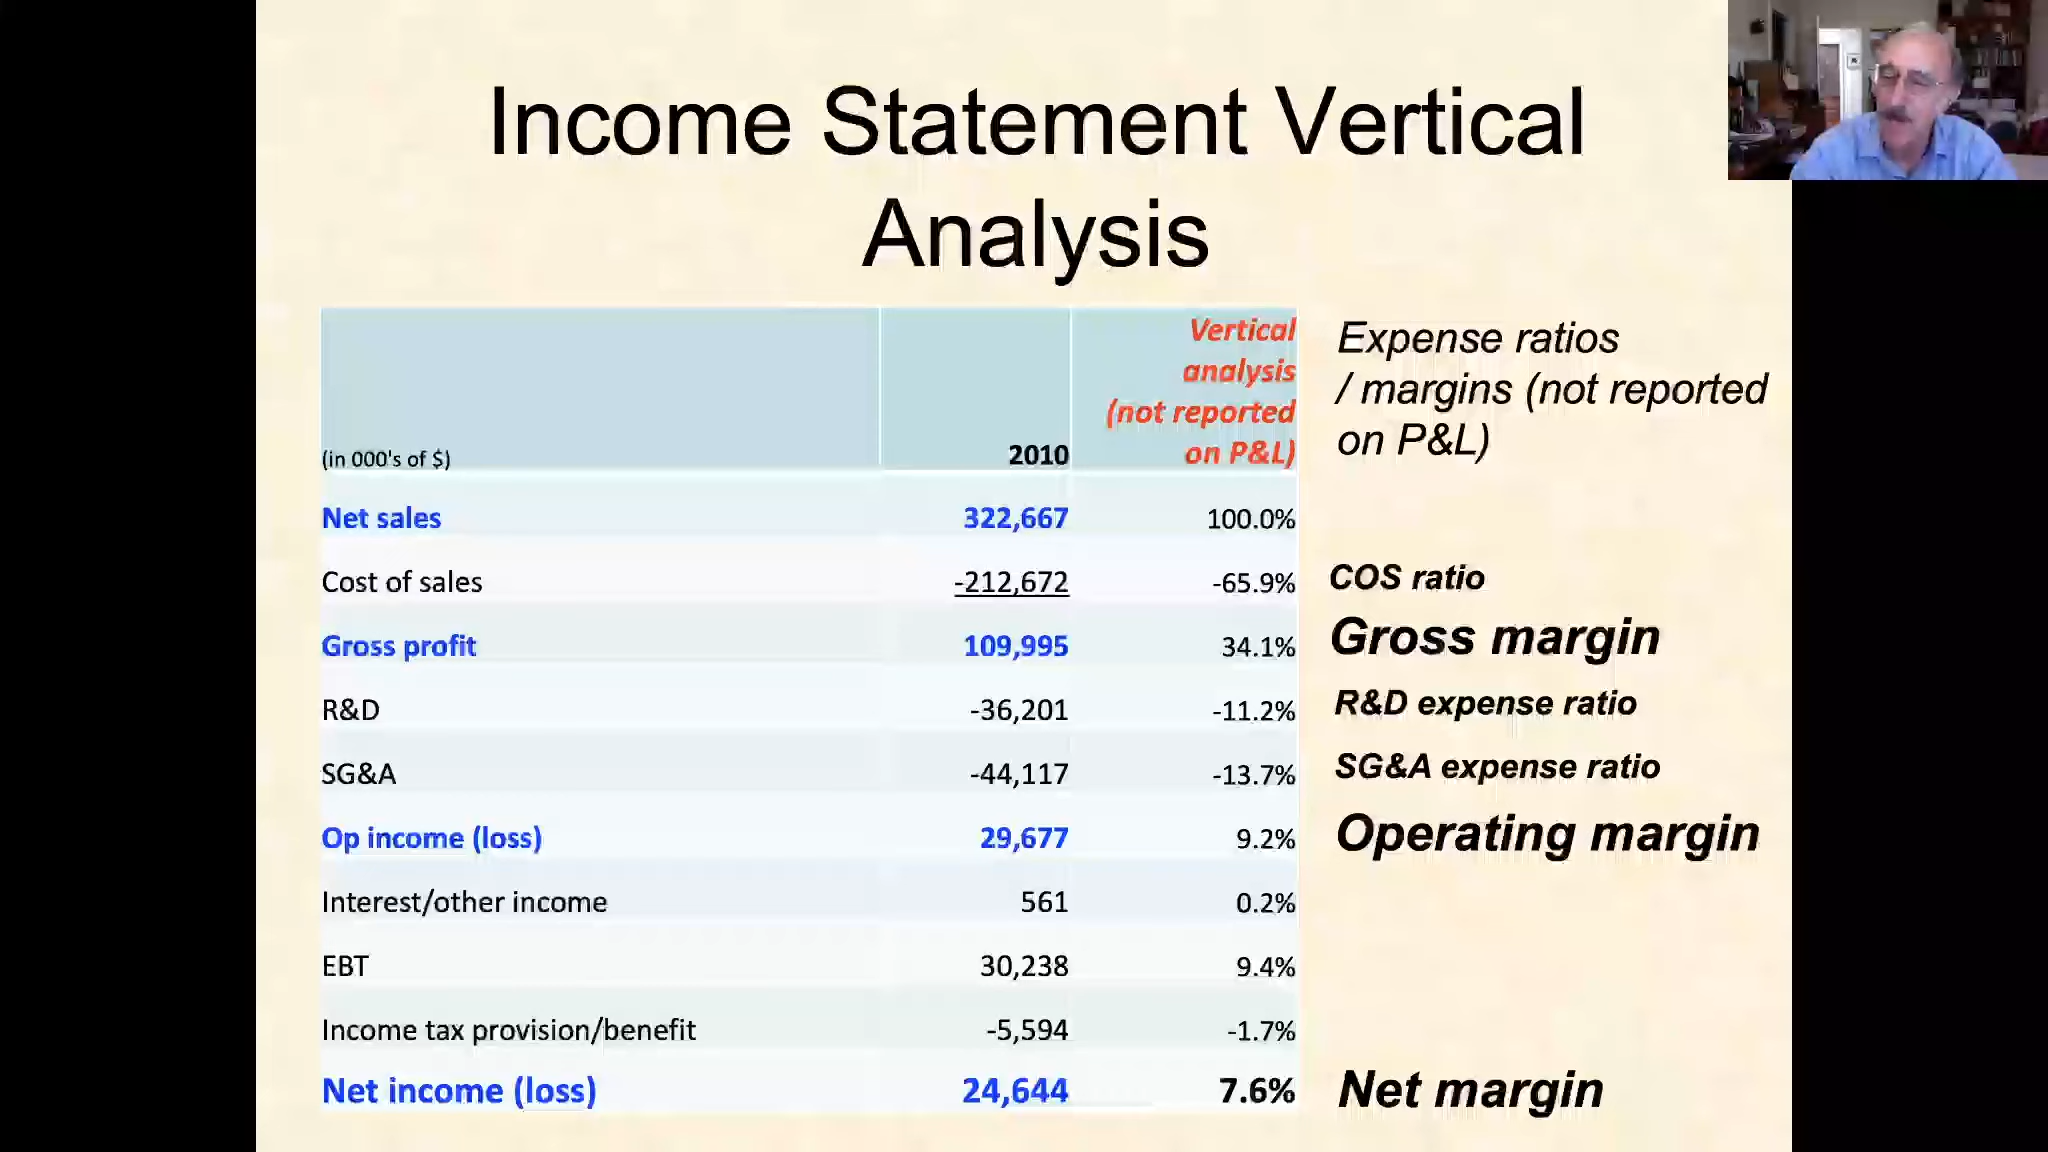 Income Statement Vertical
Analysis
Vertical
analysis
(not reported
(in 000's of $) 2010 on P&L)
Expense ratios
/ margins (not reported
on P&L)
Net sales 322,667 100.0%
Cost of sales -212,672 -65.9% COS ratio
Gross profit 109,995 34.1% Gross margin
R&D -36,201 -11.2% R&D expense ratio
SG&A -44,117 -13.7% SG&A expense ratio
Op income (loss) 29,677 9.2% Operating margin
Interest/other income 561 0.2%
EBT 30,238 9.4%
Income tax provision/benefit -5,594 -1.7%
Net income (loss) 24,644 7.6% Net margin